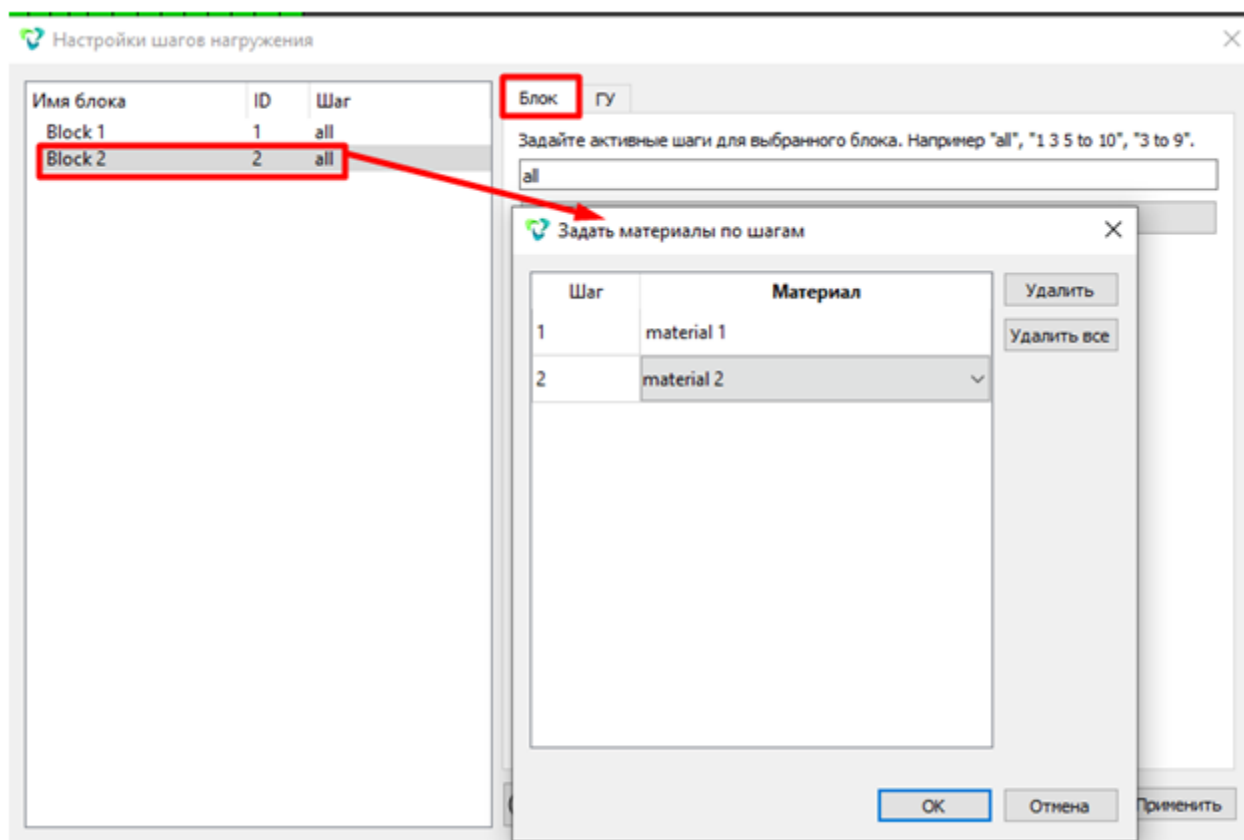 Настройки шагов нагружения
Имя блока ID Шаг
Block 1 1 all
Block 2 2 all
Блок ГУ
Задайте активные шаги для выбранного блока. Например "all", "1 3 5 to 10", "3 to 9".
all
Задать материалы по шагам
Шаг Материал
1 material 1
2 material 2
Удалить
Удалить все
OK Отмена
Применить